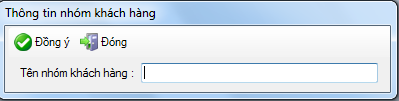 Thông tin nhóm khách hàng
Đồng ý Đóng
Tên nhóm khách hàng :